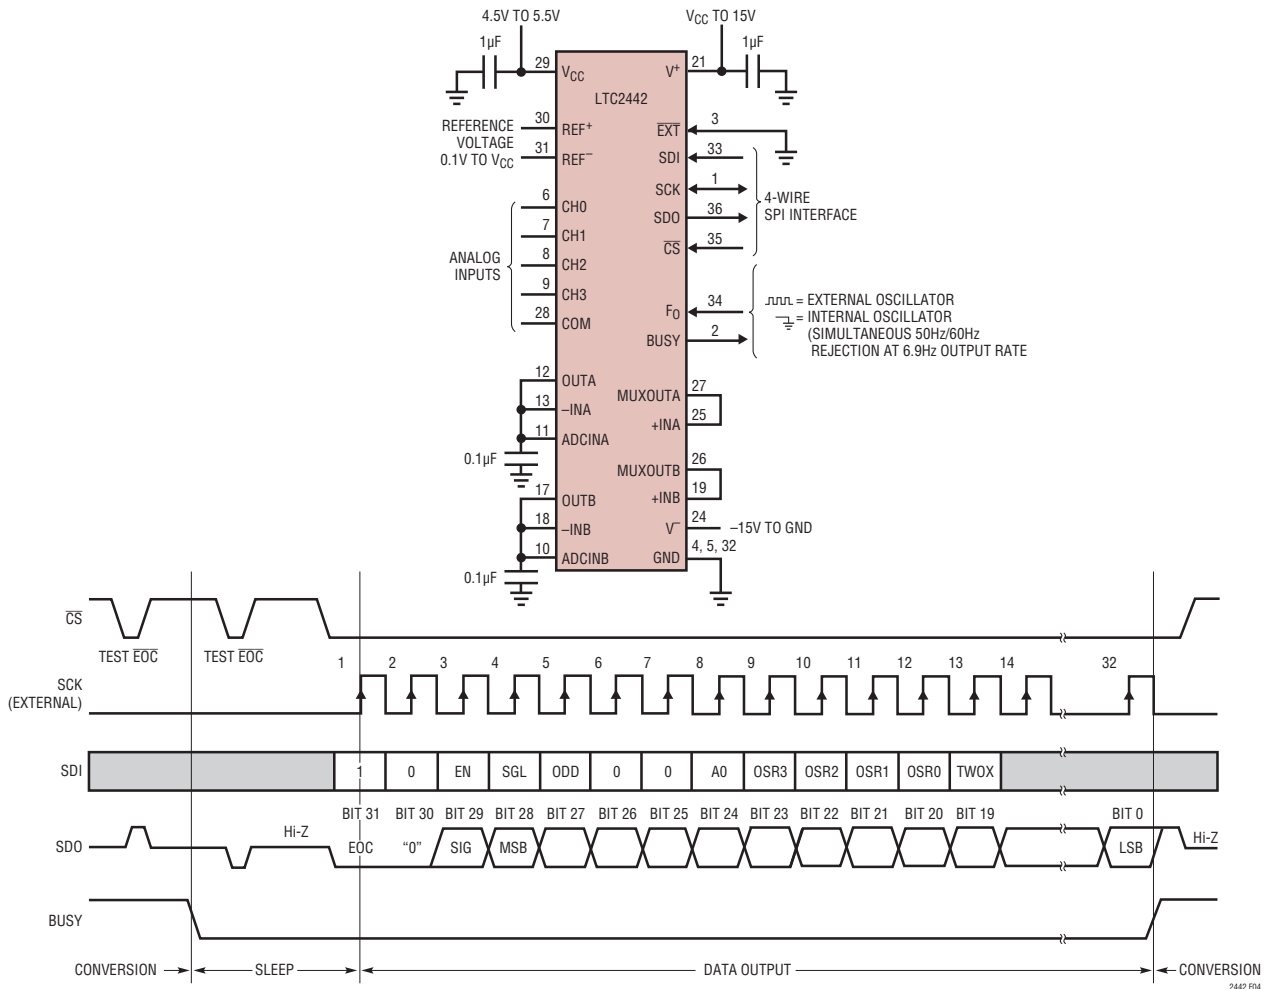 4.5V TO 5.5V
VCC TO 15V
1µF
1µF
29
VCC
V+
21
LTC2442
REFERENCE
VOLTAGE
0.1V TO VCC
30
REF+
31
REF–
EXT
3
SDI
33
SCK
1
SDO
36
CS
35
4-WIRE
SPI INTERFACE
ANALOG
INPUTS
6
CH0
7
CH1
8
CH2
9
CH3
28
COM
FO
34
BUSY
2
= EXTERNAL OSCILLATOR
= INTERNAL OSCILLATOR
(SIMULTANEOUS 50Hz/60Hz
REJECTION AT 6.9Hz OUTPUT RATE
12
OUTA
13
–INA
11
ADCINA
0.1µF
MUXOUTA
27
+INA
25
17
OUTB
18
–INB
10
ADCINB
0.1µF
MUXOUTB
26
+INB
19
V–
24
–15V TO GND
GND
4, 5, 32
CS
TEST EOC
TEST EOC
SCK
(EXTERNAL)
1 2 3 4 5 6 7 8 9 10 11 12 13 14 32
SDI
1 0 EN SGL ODD 0 0 A0 OSR3 OSR2 OSR1 OSR0 TWOX
BIT 31 BIT 30 BIT 29 BIT 28 BIT 27 BIT 26 BIT 25 BIT 24 BIT 23 BIT 22 BIT 21 BIT 20 BIT 19 BIT 0
SDO
Hi-Z
EOC "0" SIG MSB LSB
Hi-Z
BUSY
CONVERSION SLEEP DATA OUTPUT CONVERSION
2442 F04